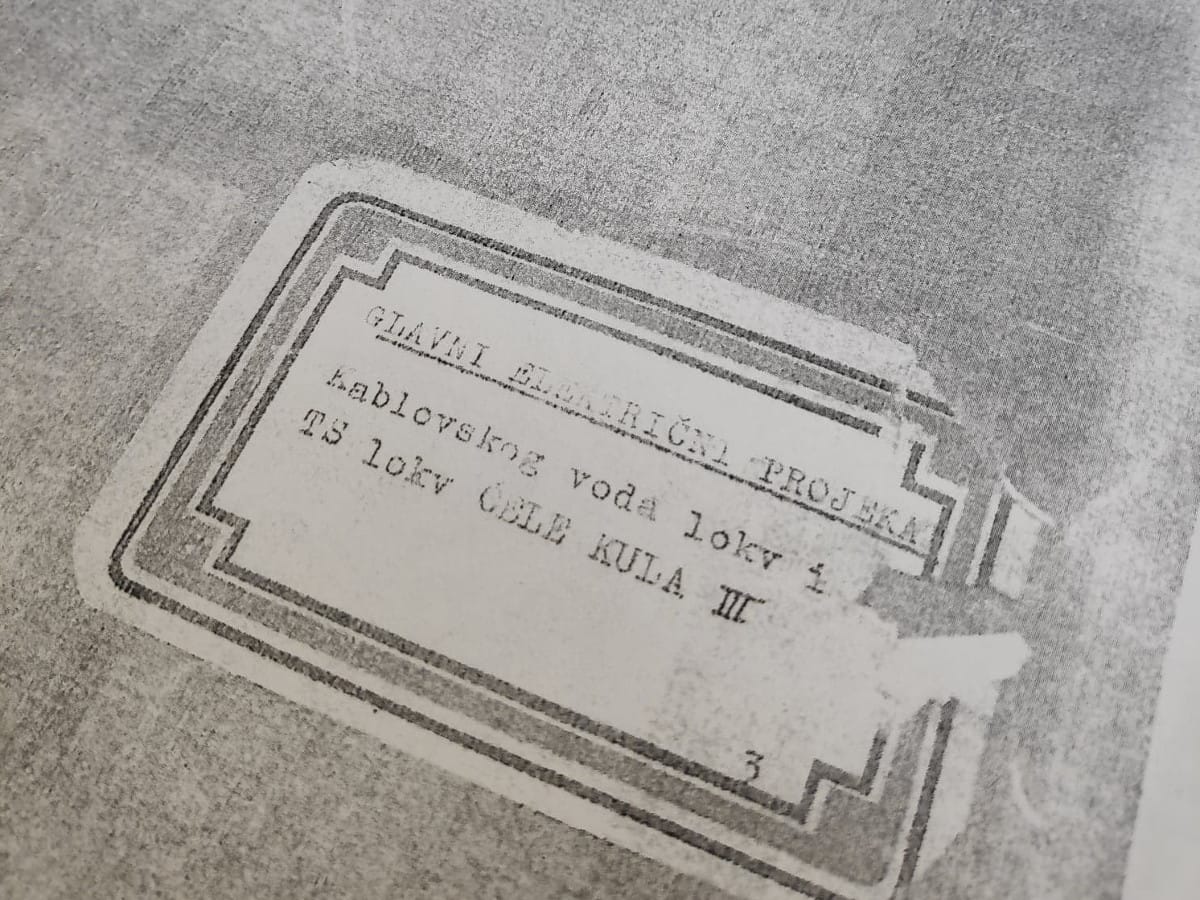 GLAVNI ELEKTRIČNI PROJEKAT
Kablovskog voda lokv i
TS lokv ĆELE KULA III
3